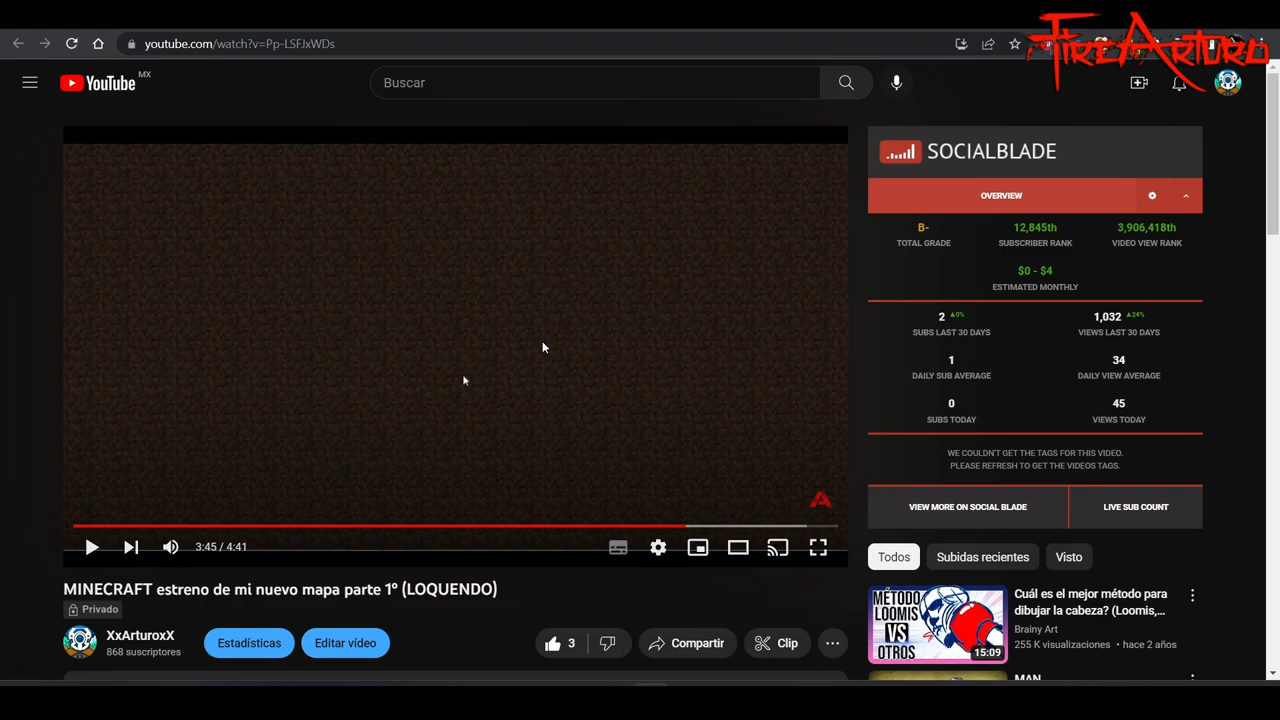 FireArturo
youtube.com/watch?v=Pp-LSFJxWDs
YouTube MX
Buscar
SOCIALBLADE
OVERVIEW
B-
TOTAL GRADE
12,845th
SUBSCRIBER RANK
3,906,418th
VIDEO VIEW RANK
$0 - $4
ESTIMATED MONTHLY
2 ▲0%
SUBS LAST 30 DAYS
1,032 ▲24%
VIEWS LAST 30 DAYS
1
DAILY SUB AVERAGE
34
DAILY VIEW AVERAGE
0
SUBS TODAY
45
VIEWS TODAY
WE COULDN'T GET THE TAGS FOR THIS VIDEO.
PLEASE REFRESH TO GET THE VIDEOS TAGS.
VIEW MORE ON SOCIAL BLADE
LIVE SUB COUNT
A
3:45 / 4:41
MINECRAFT estreno de mi nuevo mapa parte 1º (LOQUENDO)
Privado
XxArturoxX
868 suscriptores
Estadísticas
Editar vídeo
3
Compartir
Clip
Todos
Subidas recientes
Visto
MÉTODO
LOOMIS
VS
OTROS
15:09
Cuál es el mejor método para
dibujar la cabeza? (Loomis,...
Brainy Art
255 K visualizaciones • hace 2 años
MAN